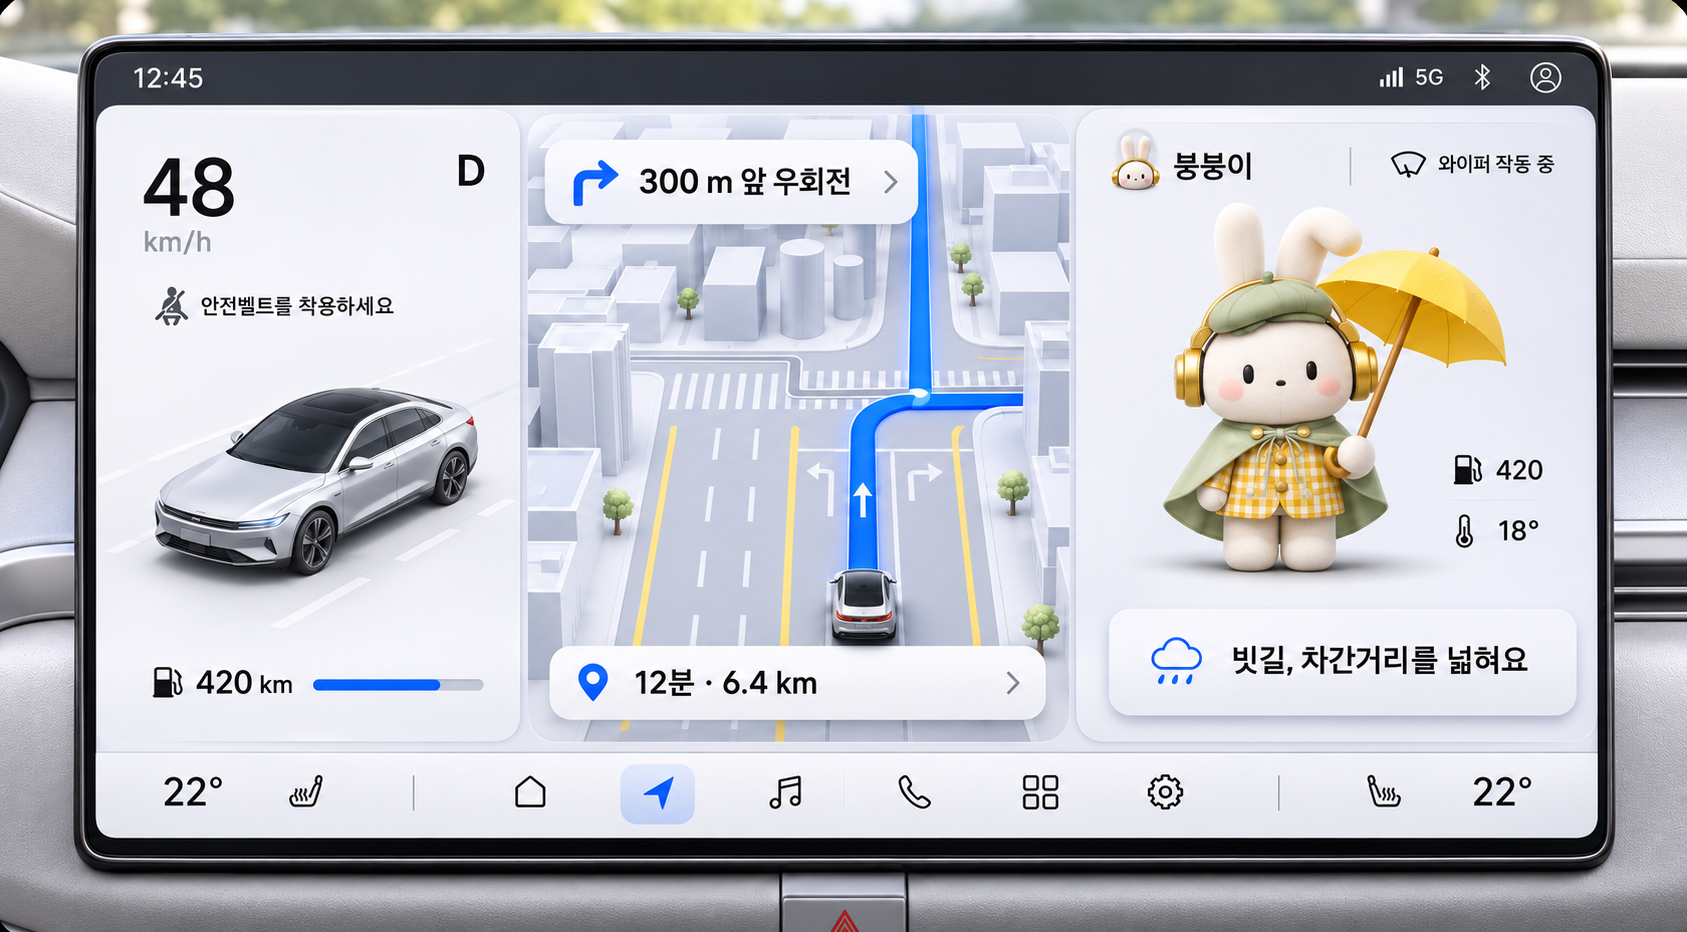 12:45
5G
48
D
km/h
안전벨트를 착용하세요
420 km
300 m 앞 우회전
12분 · 6.4 km
붕붕이
와이퍼 작동 중
420
18°
빗길, 차간거리를 넓혀요
22°
22°